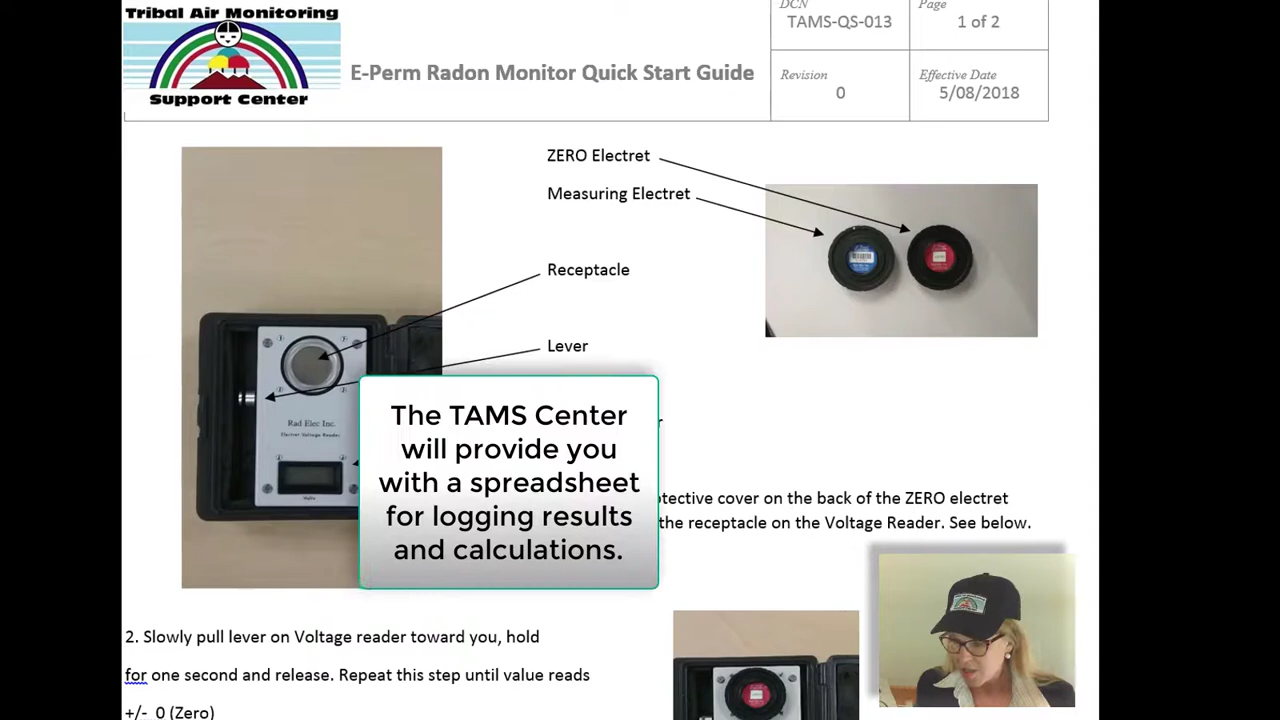 Tribal Air Monitoring
Support Center
E-Perm Radon Monitor Quick Start Guide
DCN
TAMS-QS-013
Page
1 of 2
Revision
0
Effective Date
5/08/2018
ZERO Electret
Measuring Electret
Receptacle
Lever
Rad Elec Inc.
Electret Voltage Reader
Volts
The TAMS Center
will provide you
with a spreadsheet
for logging results
and calculations.
r
otective cover on the back of the ZERO electret
the receptacle on the Voltage Reader. See below.
2. Slowly pull lever on Voltage reader toward you, hold
for one second and release. Repeat this step until value reads
+/- 0 (Zero)